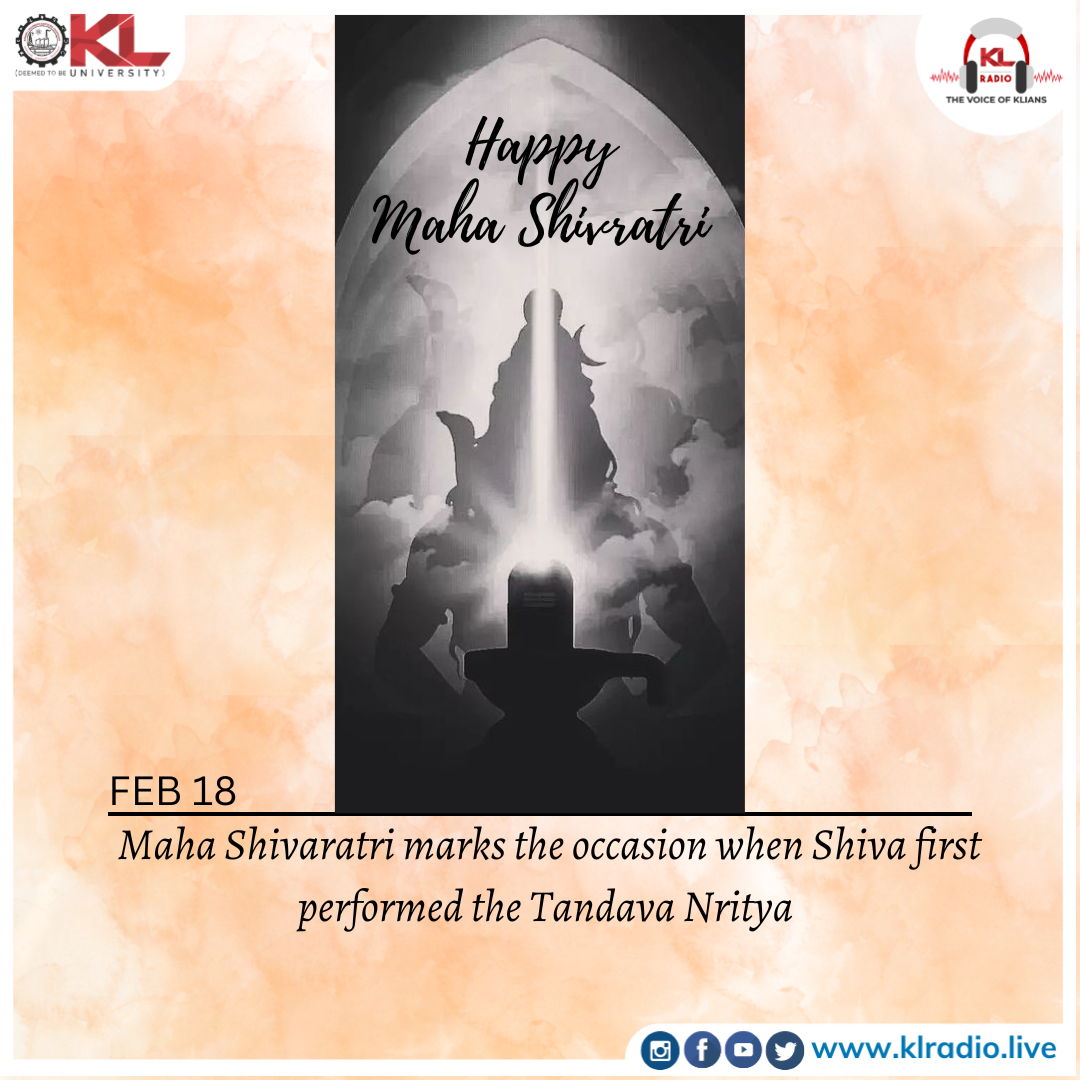 KL
(DEEMED TO BE UNIVERSITY)
KL
RADIO
THE VOICE OF KLIANS
Happy
Maha Shivratri
FEB 18
Maha Shivaratri marks the occasion when Shiva first
performed the Tandava Nritya
www.klradio.live